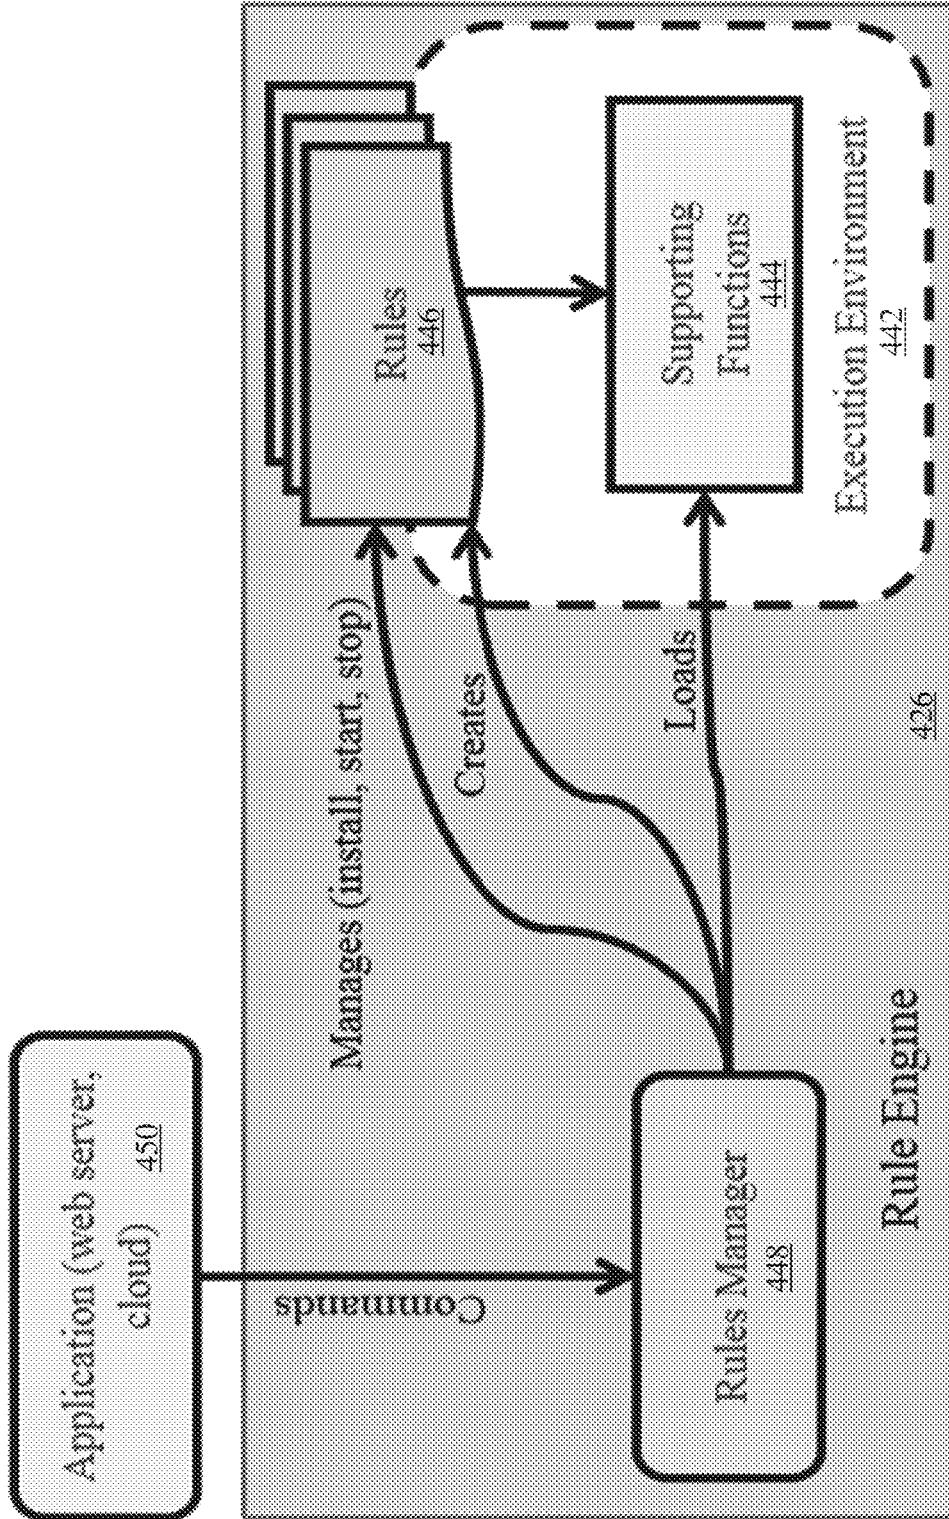 Application (web server,
cloud)
450
Commands
Rules Manager
448
Rule Engine
426
Manages (install, start, stop)
Creates
Loads
Rules
446
Supporting
Functions
444
Execution Environment
442